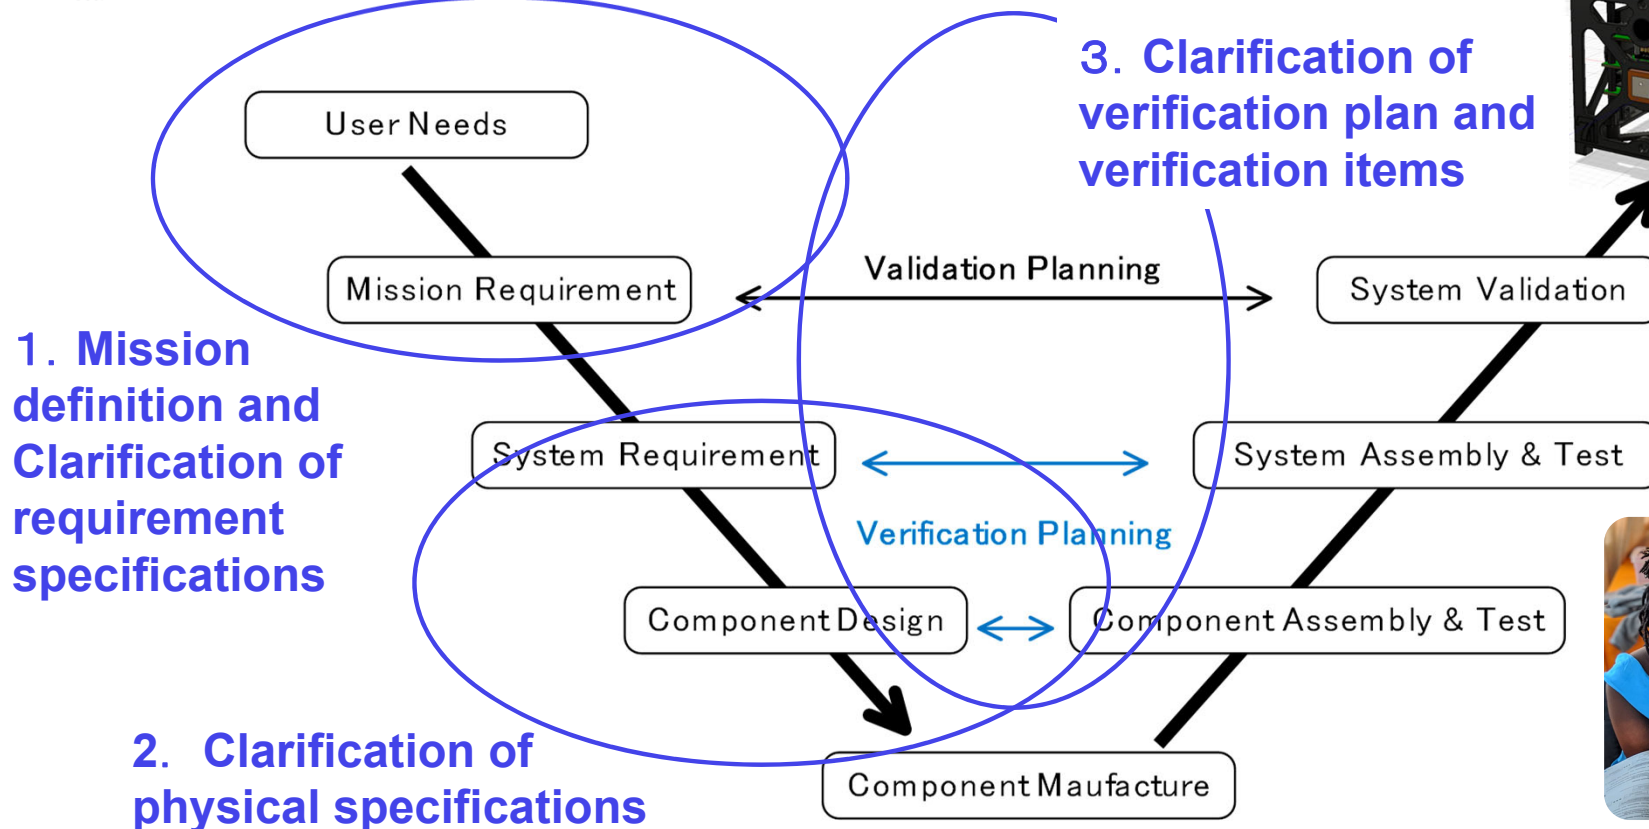 User Needs
3. Clarification of
verification plan and
verification items
Mission Requirement
Validation Planning
System Validation
1. Mission
definition and
Clarification of
requirement
specifications
System Requirement
System Assembly & Test
Verification Planning
Component Design
Component Assembly & Test
2. Clarification of
physical specifications
Component Maufacture